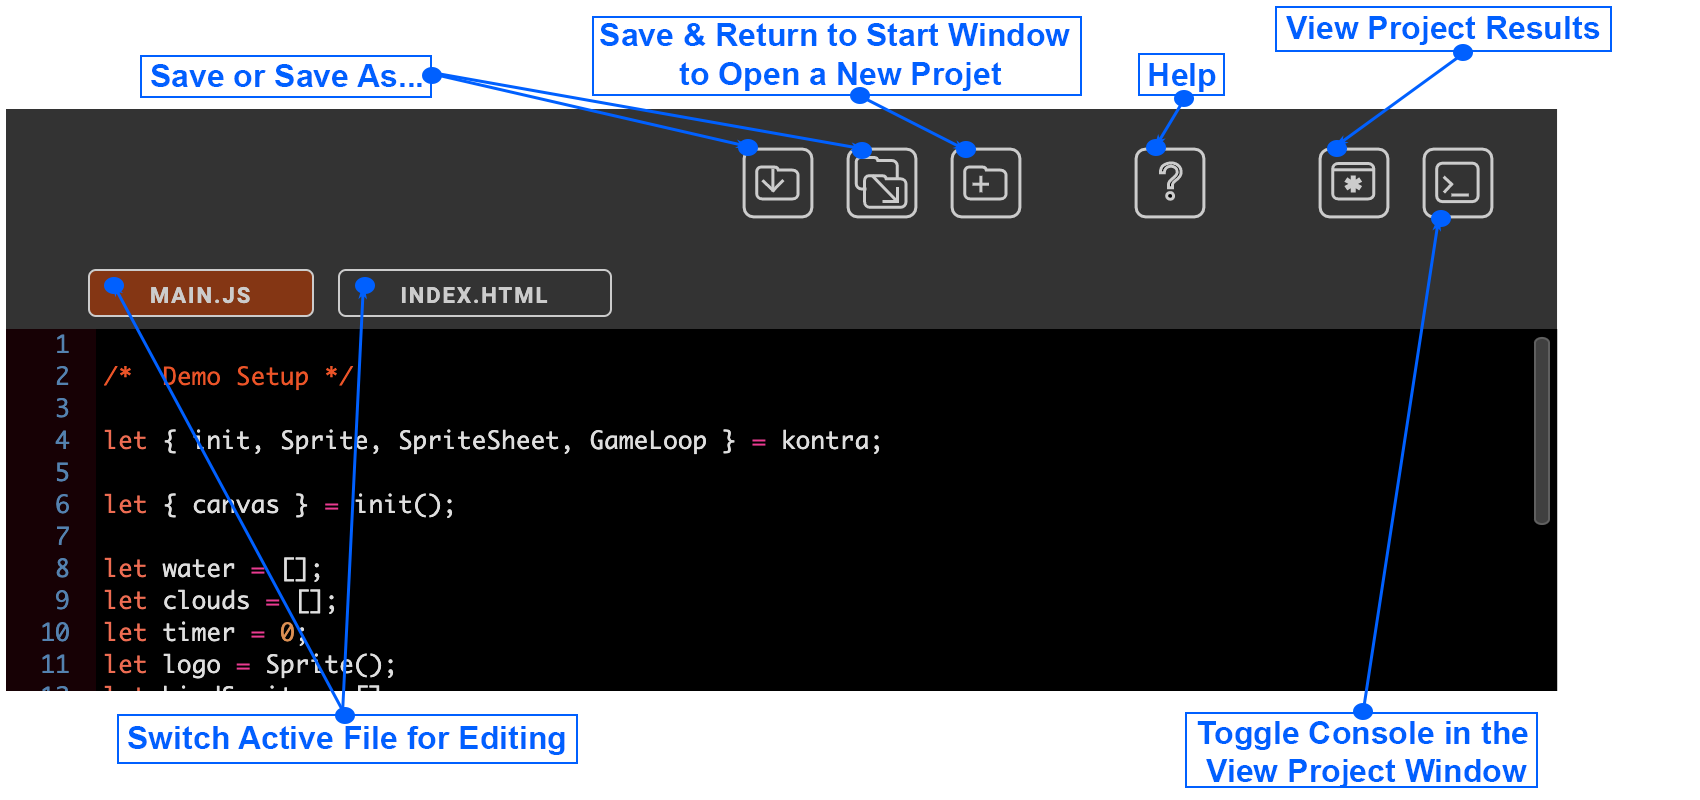 View Project Results
Save & Return to Start Window
to Open a New Projet
Save or Save As...
Help
MAIN.JS
INDEX.HTML
1
2 /* Demo Setup */
3
4 let { init, Sprite, SpriteSheet, GameLoop } = kontra;
5
6 let { canvas } = init();
7
8 let water = [];
9 let clouds = [];
10 let timer = 0;
11 let logo = Sprite();
Switch Active File for Editing
Toggle Console in the
View Project Window